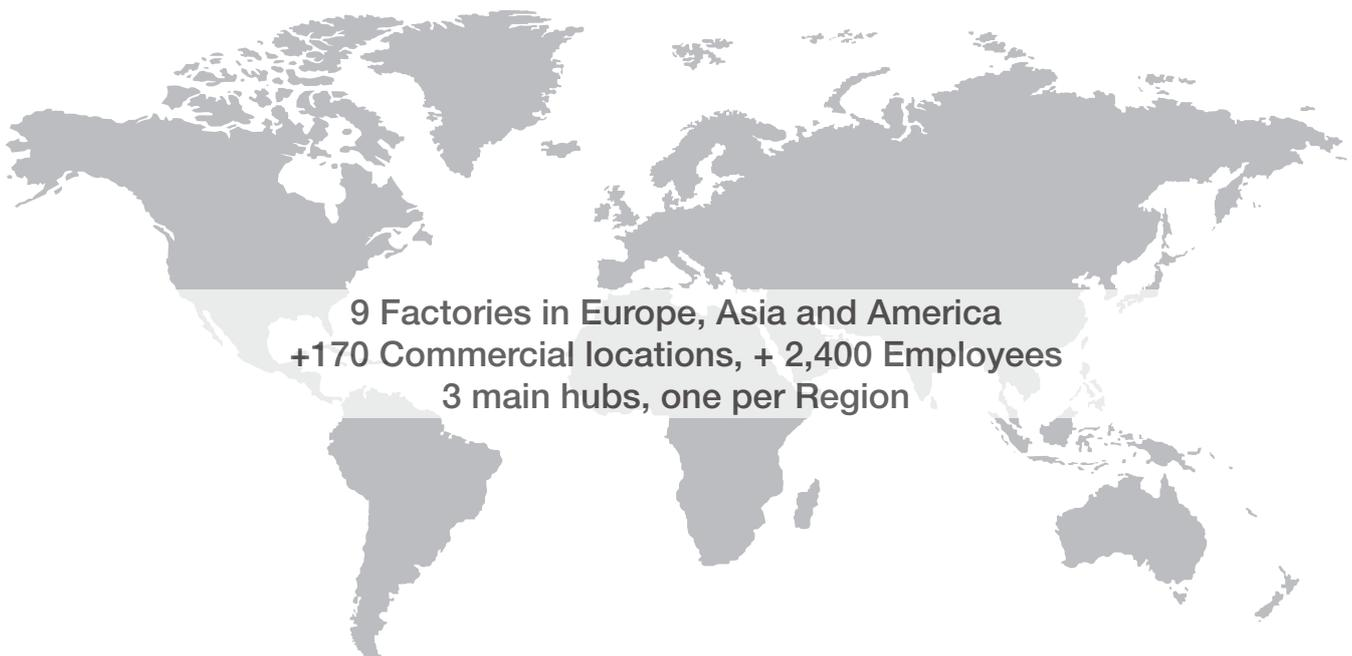 9 Factories in Europe, Asia and America
+170 Commercial locations, + 2,400 Employees
3 main hubs, one per Region